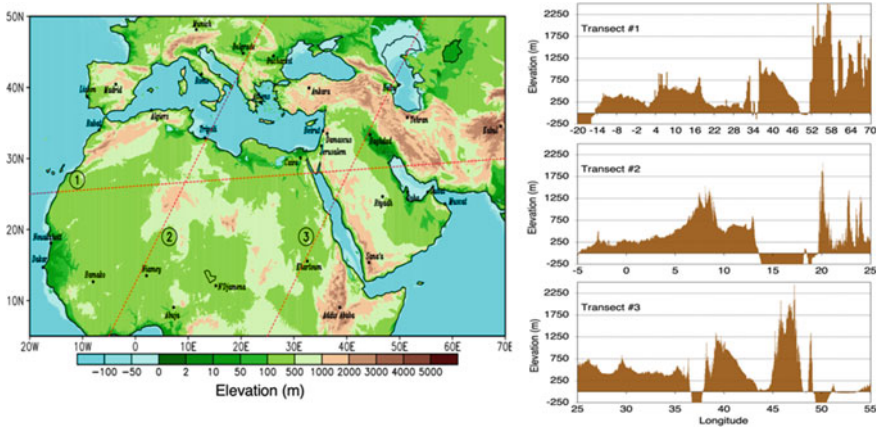 50N
40N
30N
20N
10N
20W 10W 0 10E 20E 30E 40E 50E 60E 70E
Munich
Belgrade
Bucharest
Rome
Madrid
Lisbon
Ankara
Baku
Tehran
Kabul
Rabat
Algiers
Tripoli
Beirut
Damascus
Jerusalem
Baghdad
Cairo
Riyadh
Muscat
Nouakchott
Dakar
Bamako
Niamey
N'Djamena
Khartoum
Sana'a
Abuja
Addis Ababa
1
2
3
-100 -50 0 2 10 50 100 500 1000 2000 3000 4000 5000
Elevation (m)
Transect #1
Elevation (m)
2250
1750
1250
750
250
-250
-20 -14 -8 -2 4 10 16 22 28 34 40 46 52 58 64 70
Transect #2
Elevation (m)
2250
1750
1250
750
250
-250
-5 0 5 10 15 20 25
Transect #3
Elevation (m)
2250
1750
1250
750
250
-250
25 30 35 40 45 50 55
Longitude